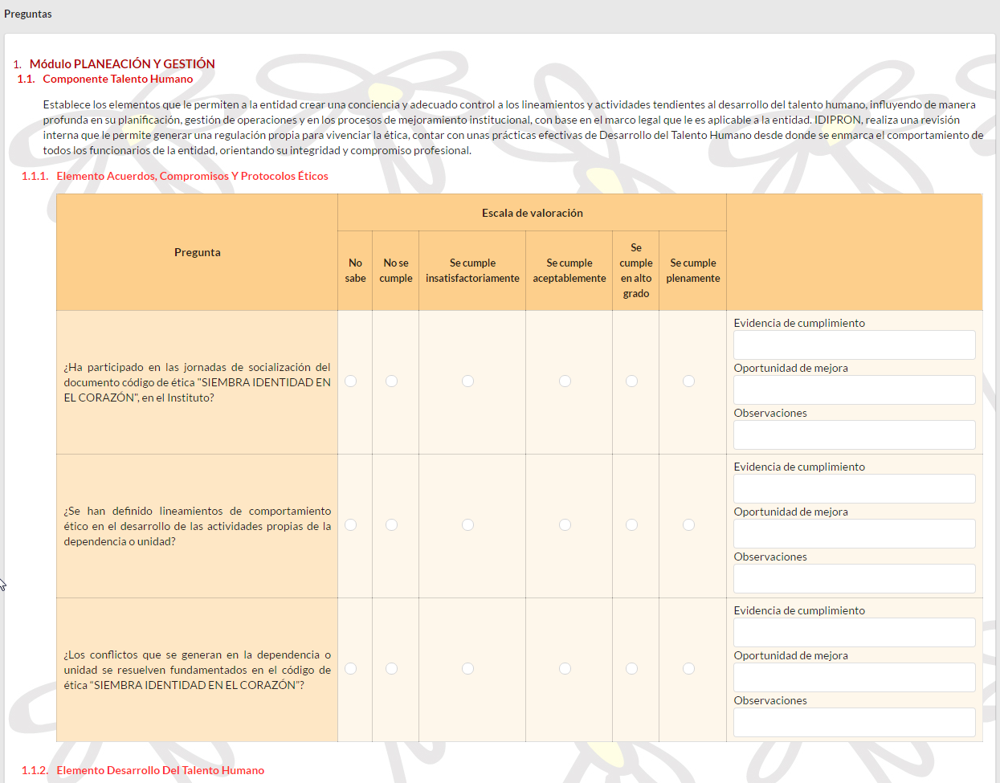 Preguntas
1. Módulo PLANEACIÓN Y GESTIÓN
1.1. Componente Talento Humano
Establece los elementos que le permiten a la entidad crear una conciencia y adecuado control a los lineamientos y actividades tendientes al desarrollo del talento humano, influyendo de manera
profunda en su planificación, gestión de operaciones y en los procesos de mejoramiento institucional, con base en el marco legal que le es aplicable a la entidad. IDIPRON, realiza una revisión
interna que le permite generar una regulación propia para vivenciar la ética, contar con unas prácticas efectivas de Desarrollo del Talento Humano desde donde se enmarca el comportamiento de
todos los funcionarios de la entidad, orientando su integridad y compromiso profesional.
1.1.1. Elemento Acuerdos, Compromisos Y Protocolos Éticos
Pregunta
Escala de valoración
No
sabe
No se
cumple
Se cumple
insatisfactoriamente
Se cumple
aceptablemente
Se
cumple
en alto
grado
Se cumple
plenamente
¿Ha participado en las jornadas de socialización del
documento código de ética "SIEMBRA IDENTIDAD EN
EL CORAZÓN", en el Instituto?
Evidencia de cumplimiento
Oportunidad de mejora
Observaciones
¿Se han definido lineamientos de comportamiento
ético en el desarrollo de las actividades propias de la
dependencia o unidad?
Evidencia de cumplimiento
Oportunidad de mejora
Observaciones
¿Los conflictos que se generan en la dependencia o
unidad se resuelven fundamentados en el código de
ética “SIEMBRA IDENTIDAD EN EL CORAZÓN”?
Evidencia de cumplimiento
Oportunidad de mejora
Observaciones
1.1.2. Elemento Desarrollo Del Talento Humano